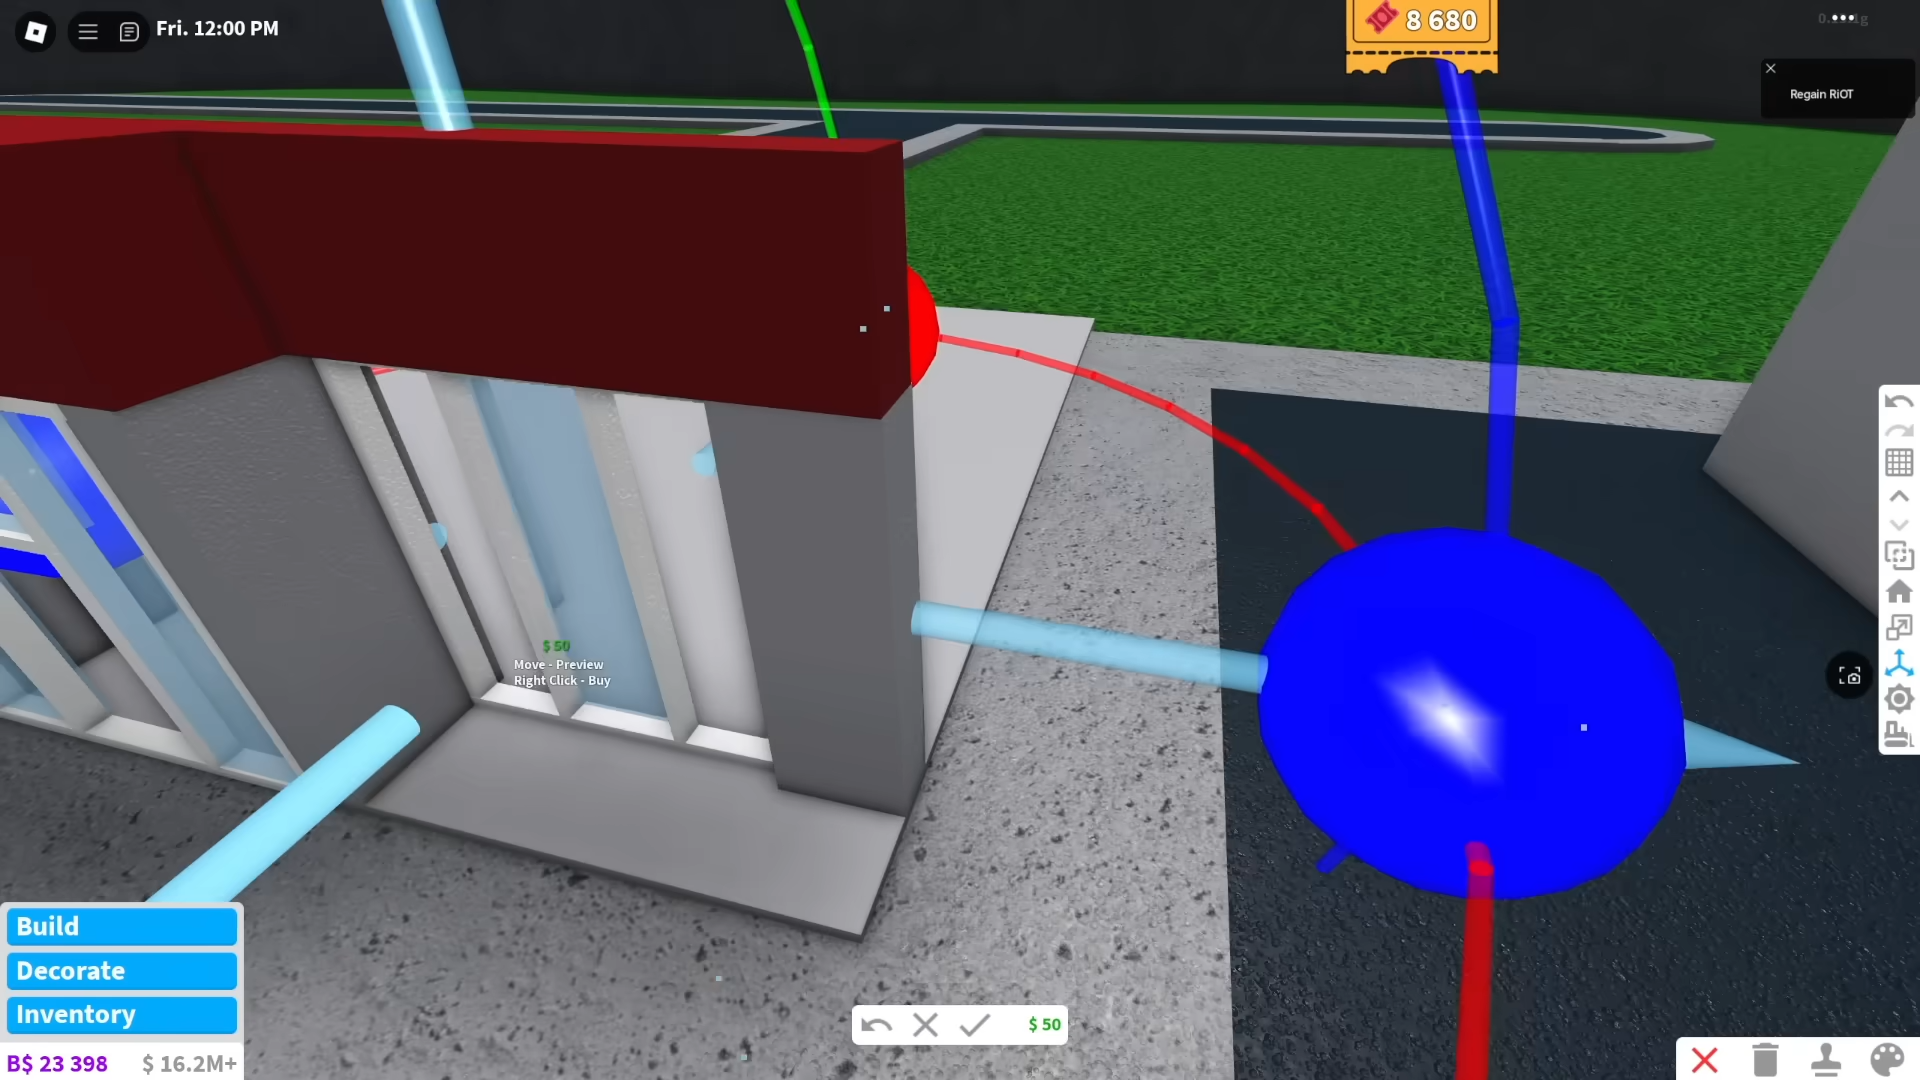 Fri. 12:00 PM
8 680
Regain RiOT
$ 50
Move - Preview
Right Click - Buy
Build
Decorate
Inventory
B$ 23 398
$ 16.2M+
$ 50